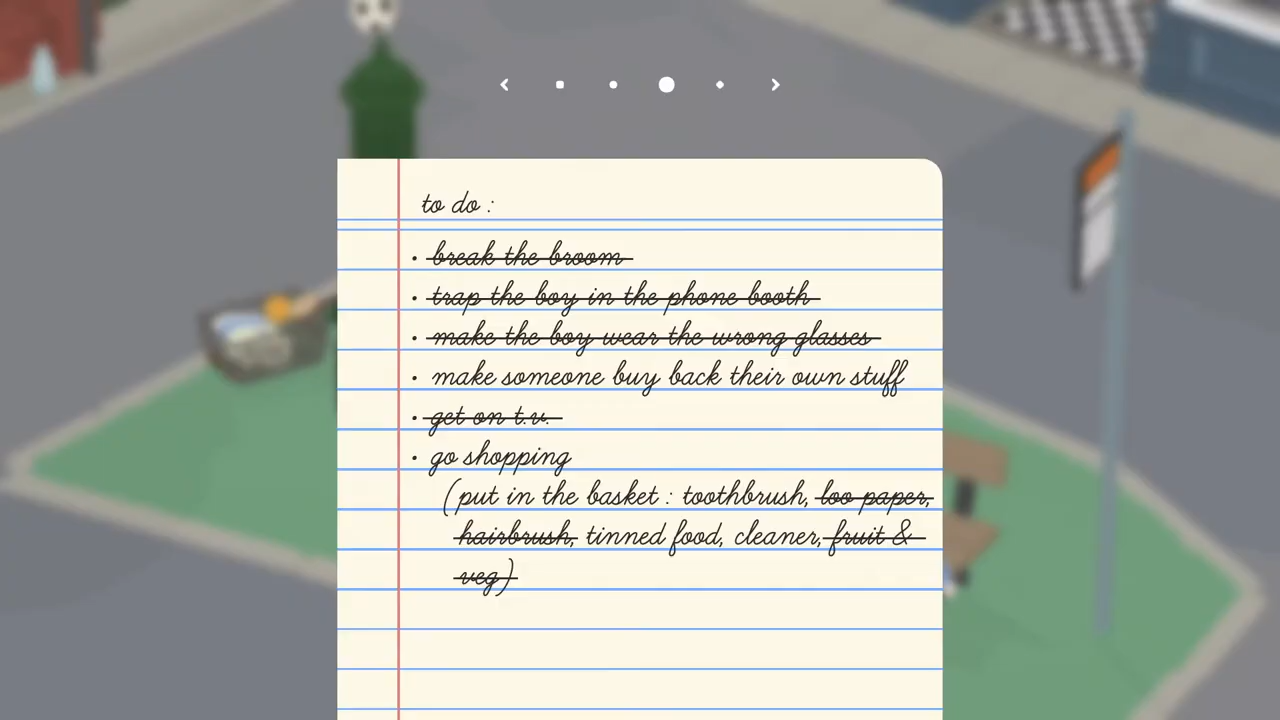 to do :
• break the broom
• trap the boy in the phone booth
• make the boy wear the wrong glasses
• make someone buy back their own stuff
• get on t.v.
• go shopping
(put in the basket : toothbrush, loo paper,
hairbrush, tinned food, cleaner, fruit &
veg)